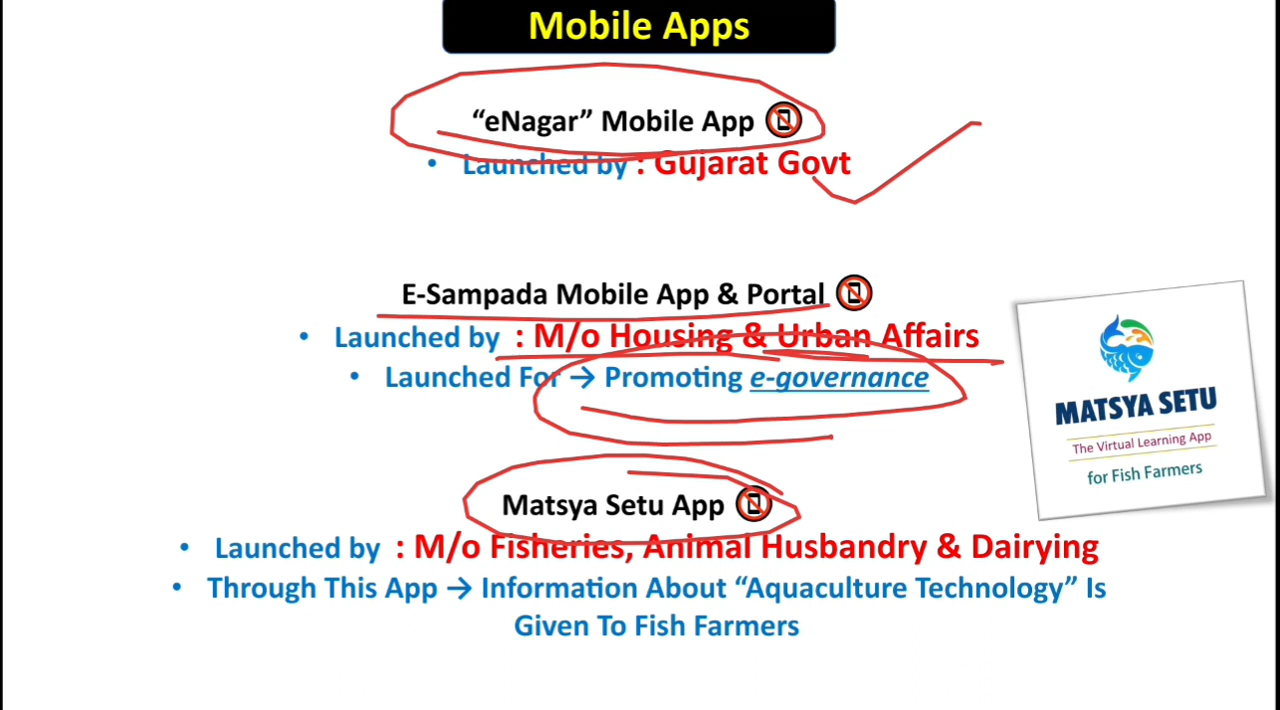 Mobile Apps
“eNagar” Mobile App
• Launched by : Gujarat Govt
E-Sampada Mobile App & Portal
• Launched by : M/o Housing & Urban Affairs
• Launched For → Promoting e-governance
MATSYA SETU
The Virtual Learning App
for Fish Farmers
Matsya Setu App
• Launched by : M/o Fisheries, Animal Husbandry & Dairying
• Through This App → Information About “Aquaculture Technology” Is
Given To Fish Farmers